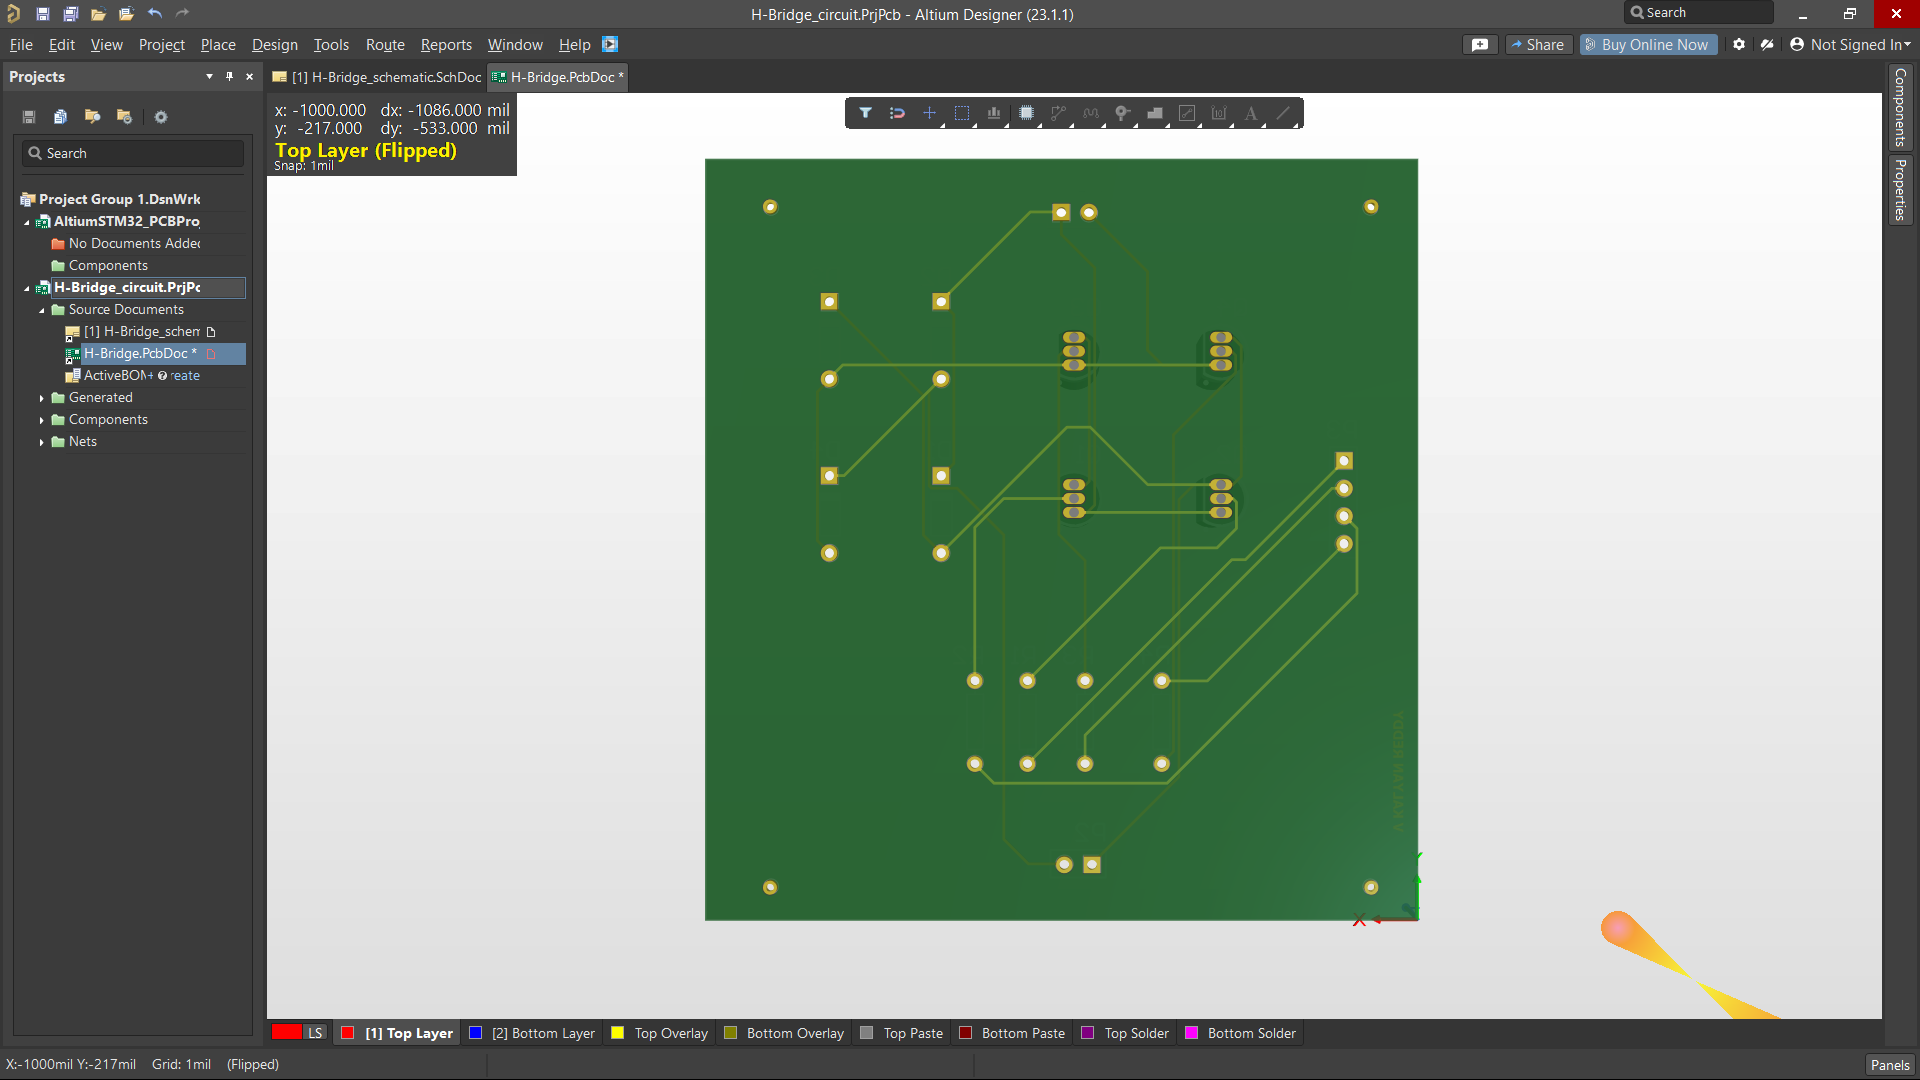 H-Bridge_circuit.PrjPcb - Altium Designer (23.1.1)
Search
File Edit View Project Place Design Tools Route Reports Window Help
Share
Buy Online Now
Not Signed In
Projects
[1] H-Bridge_schematic.SchDoc
H-Bridge.PcbDoc *
x: -1000.000 dx: -1086.000 mil
y: -217.000 dy: -533.000 mil
Top Layer (Flipped)
Snap: 1mil
Search
Project Group 1.DsnWrk
AltiumSTM32_PCBPro
No Documents Added
Components
H-Bridge_circuit.PrjPc
Source Documents
[1] H-Bridge_schem
H-Bridge.PcbDoc *
ActiveBOM + reate
Generated
Components
Nets
Components
Properties
X
Y
LS
[1] Top Layer
[2] Bottom Layer
Top Overlay
Bottom Overlay
Top Paste
Bottom Paste
Top Solder
Bottom Solder
X:-1000mil Y:-217mil Grid: 1mil (Flipped)
Panels